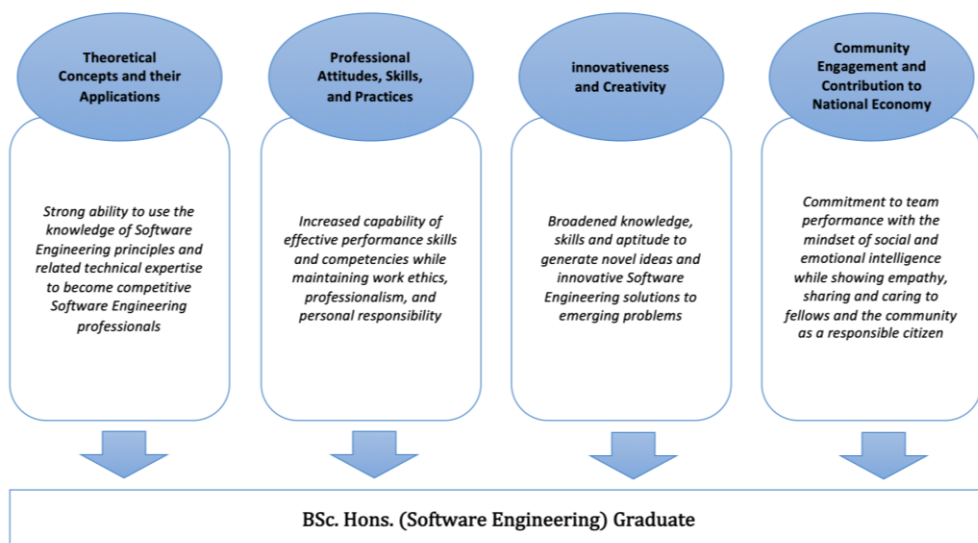 Theoretical
Concepts and their
Applications
Strong ability to use the
knowledge of Software
Engineering principles and
related technical expertise
to become competitive
Software Engineering
professionals
Professional
Attitudes, Skills,
and Practices
Increased capability of
effective performance skills
and competencies while
maintaining work ethics,
professionalism, and
personal responsibility
innovativeness
and Creativity
Broadened knowledge,
skills and aptitude to
generate novel ideas and
innovative Software
Engineering solutions to
emerging problems
Community
Engagement and
Contribution to
National Economy
Commitment to team
performance with the
mindset of social and
emotional intelligence
while showing empathy,
sharing and caring to
fellows and the community
as a responsible citizen
BSc. Hons. (Software Engineering) Graduate